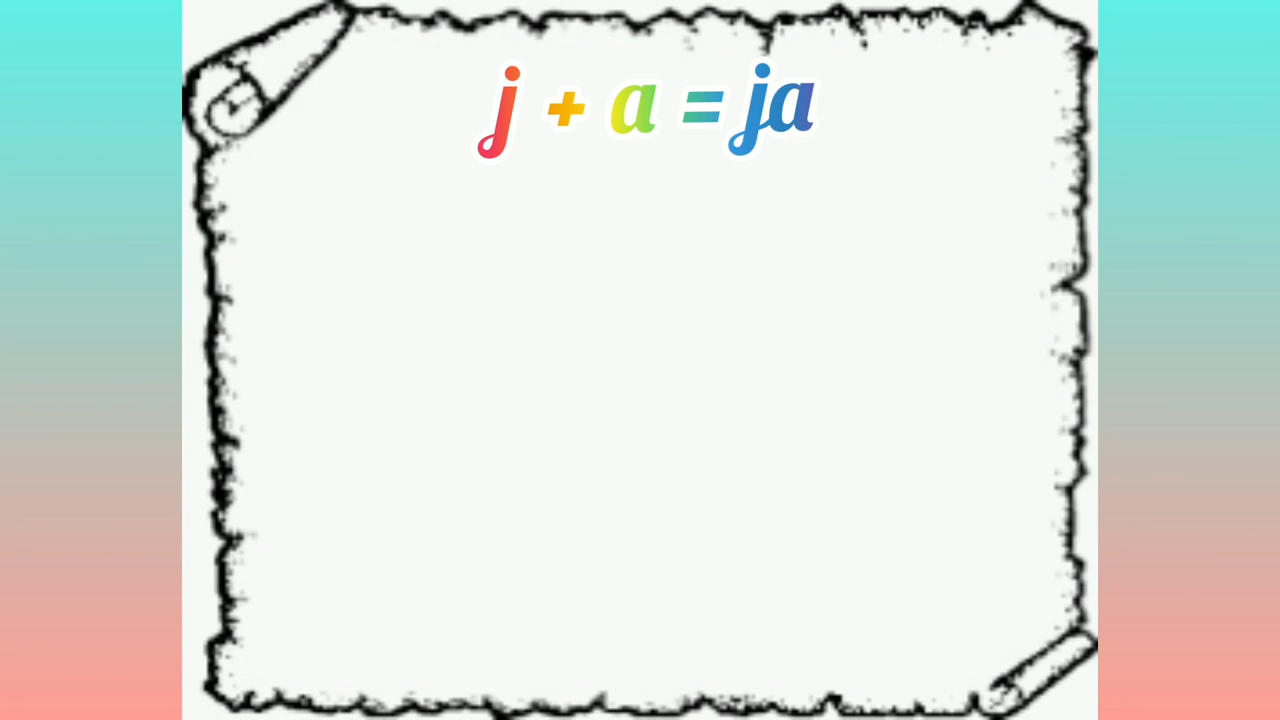 j + a = ja